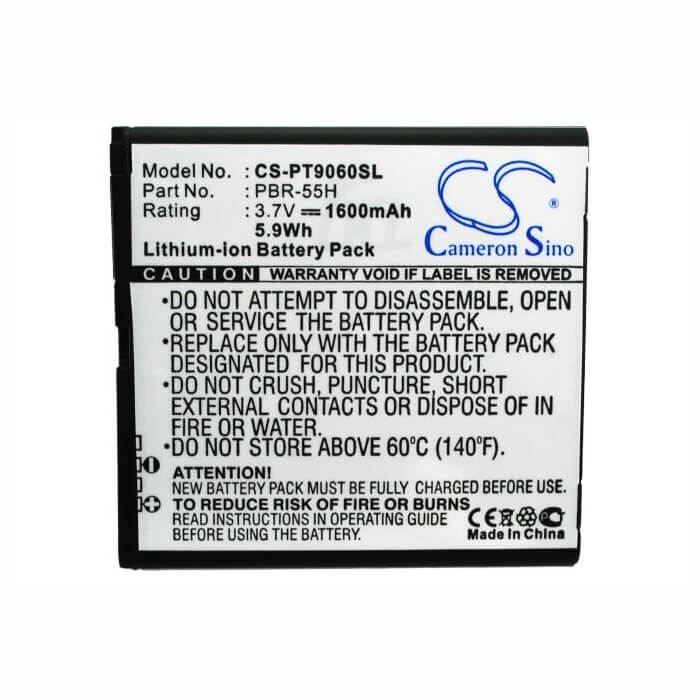 Model No. : CS-PT9060SL
Part No. : PBR-55H
Rating : 3.7V 1600mAh
5.9Wh
Lithium-ion Battery Pack
CS ®
Cameron Sino
CAUTION WARRANTY VOID IF LABEL IS REMOVED
•DO NOT ATTEMPT TO DISASSEMBLE, OPEN
OR SERVICE THE BATTERY PACK.
•REPLACE ONLY WITH THE BATTERY
DESIGNATED FOR THIS EQUIPMENT.
•DO NOT CRUSH, PUNCTURE, SHORT
EXTERNAL CONTACTS OR DISPOSE OF IN
FIRE OR WATER.
•DO NOT STORE ABOVE 60°C (140°F).
ATTENTION
NEW BATTERY PACK MUST BE FULLY CHARGED BEFORE USE
TO REDUCE RISK OF FIRE OR BURNS
READ INSTRUCTIONS IN OPERATING GUIDE
BEFORE USING BATTERY.
CE
Made In China